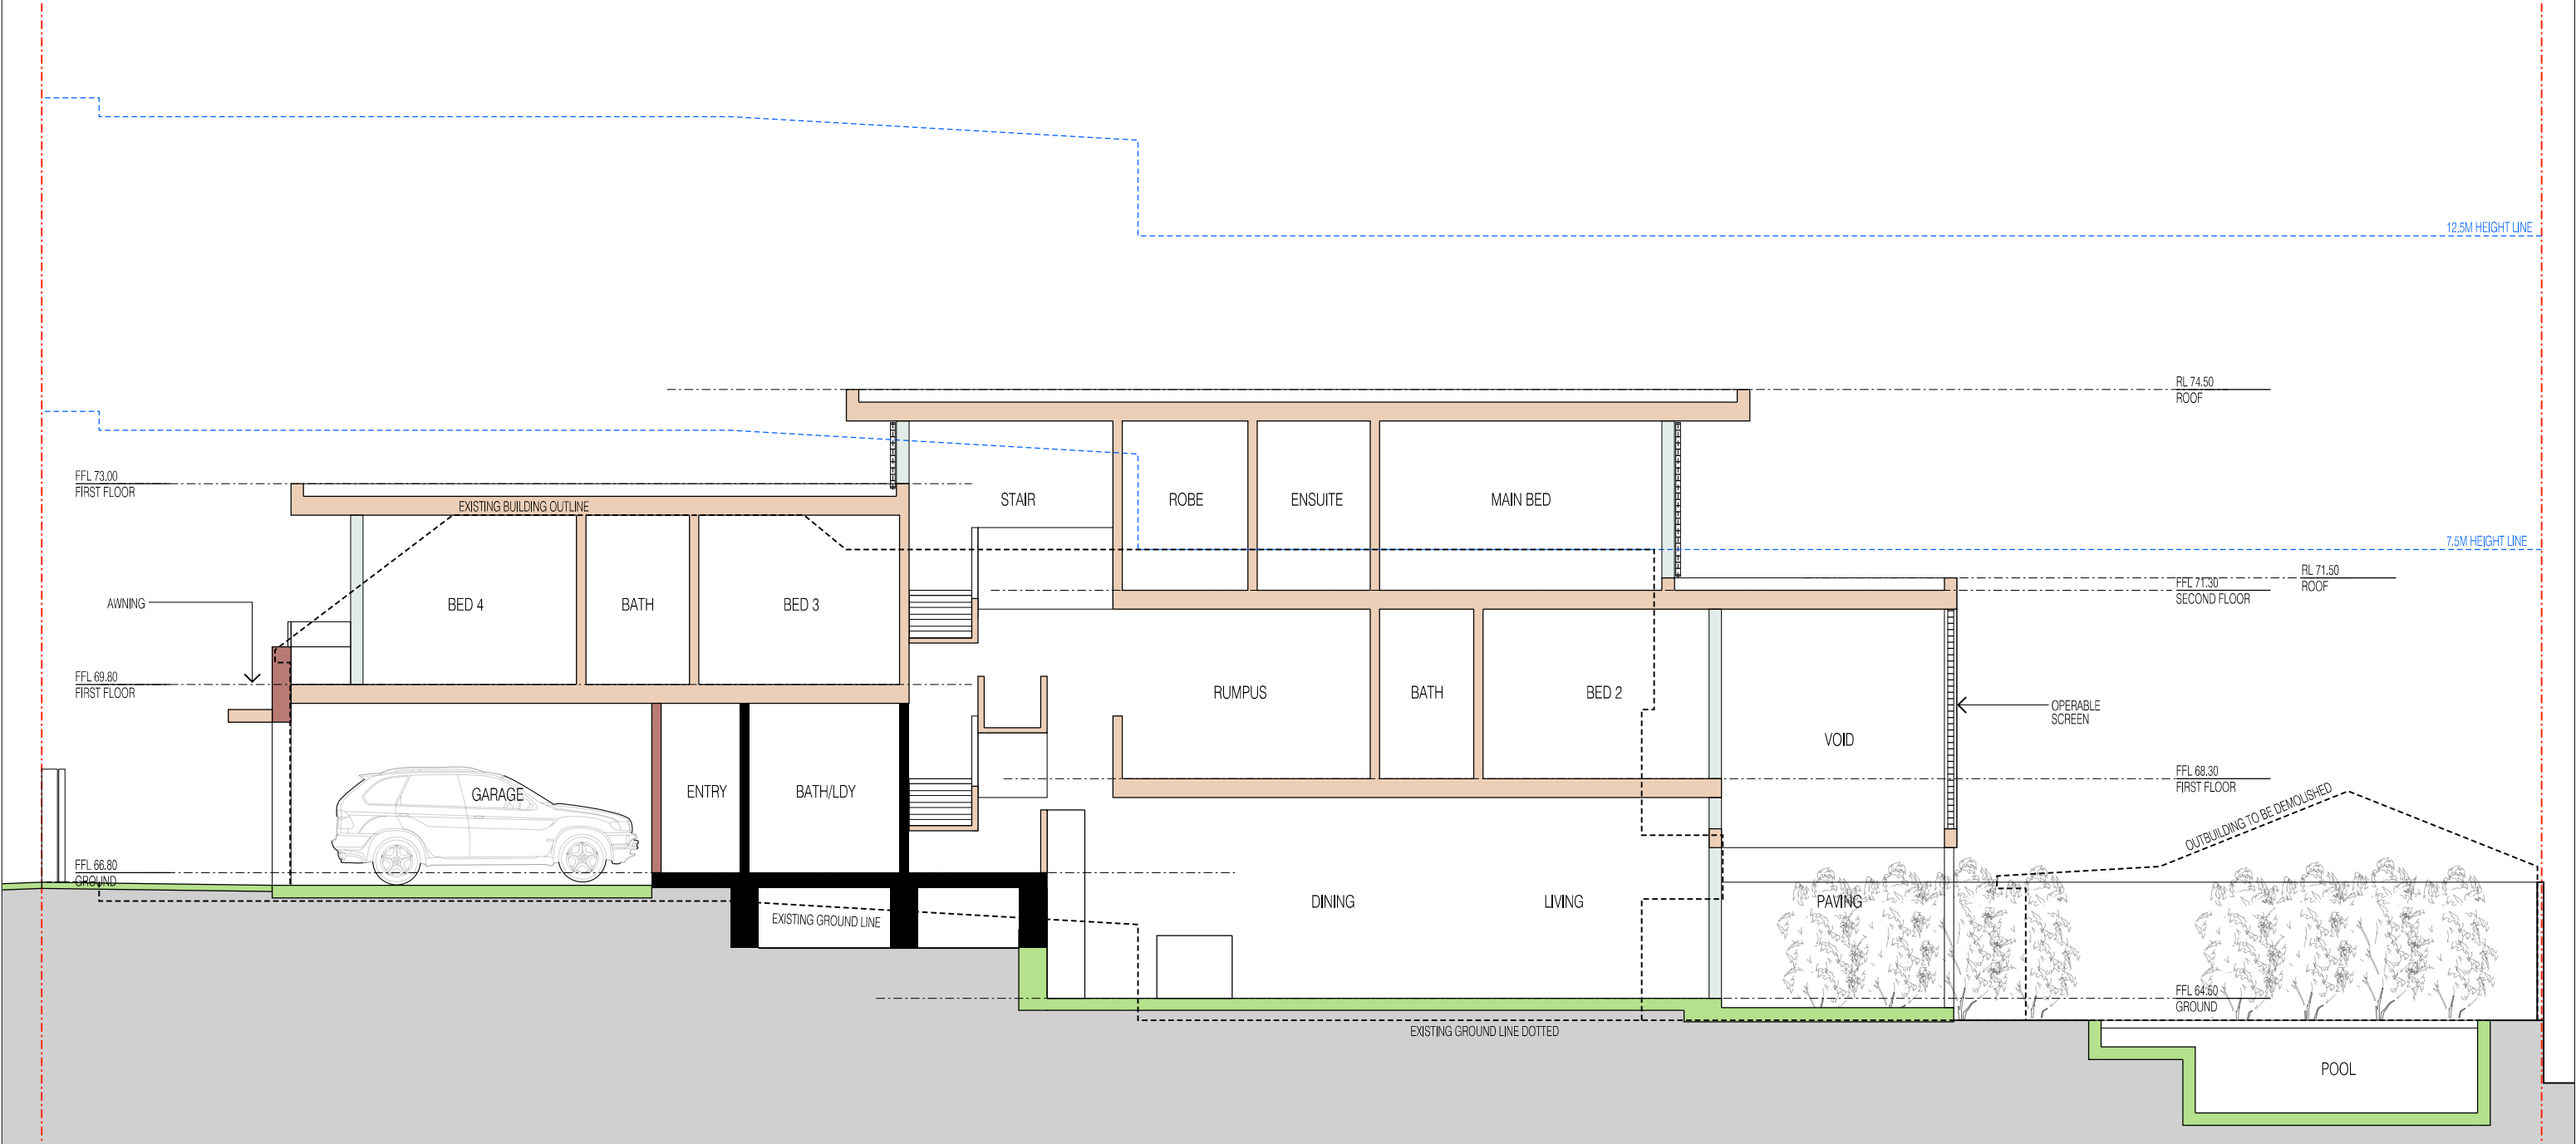 12.5M HEIGHT LINE
RL 74.50
ROOF
FFL 73.00
FIRST FLOOR
EXISTING BUILDING OUTLINE
STAIR
ROBE
ENSUITE
MAIN BED
7.5M HEIGHT LINE
RL 71.50
ROOF
FFL 71.30
SECOND FLOOR
AWNING
BED 4
BATH
BED 3
FFL 69.80
FIRST FLOOR
RUMPUS
BATH
BED 2
OPERABLE
SCREEN
VOID
FFL 68.30
FIRST FLOOR
GARAGE
ENTRY
BATH/LDY
OUTBUILDING TO BE DEMOLISHED
FFL 66.80
GROUND
EXISTING GROUND LINE
DINING
LIVING
PAVING
FFL 64.80
GROUND
EXISTING GROUND LINE DOTTED
POOL